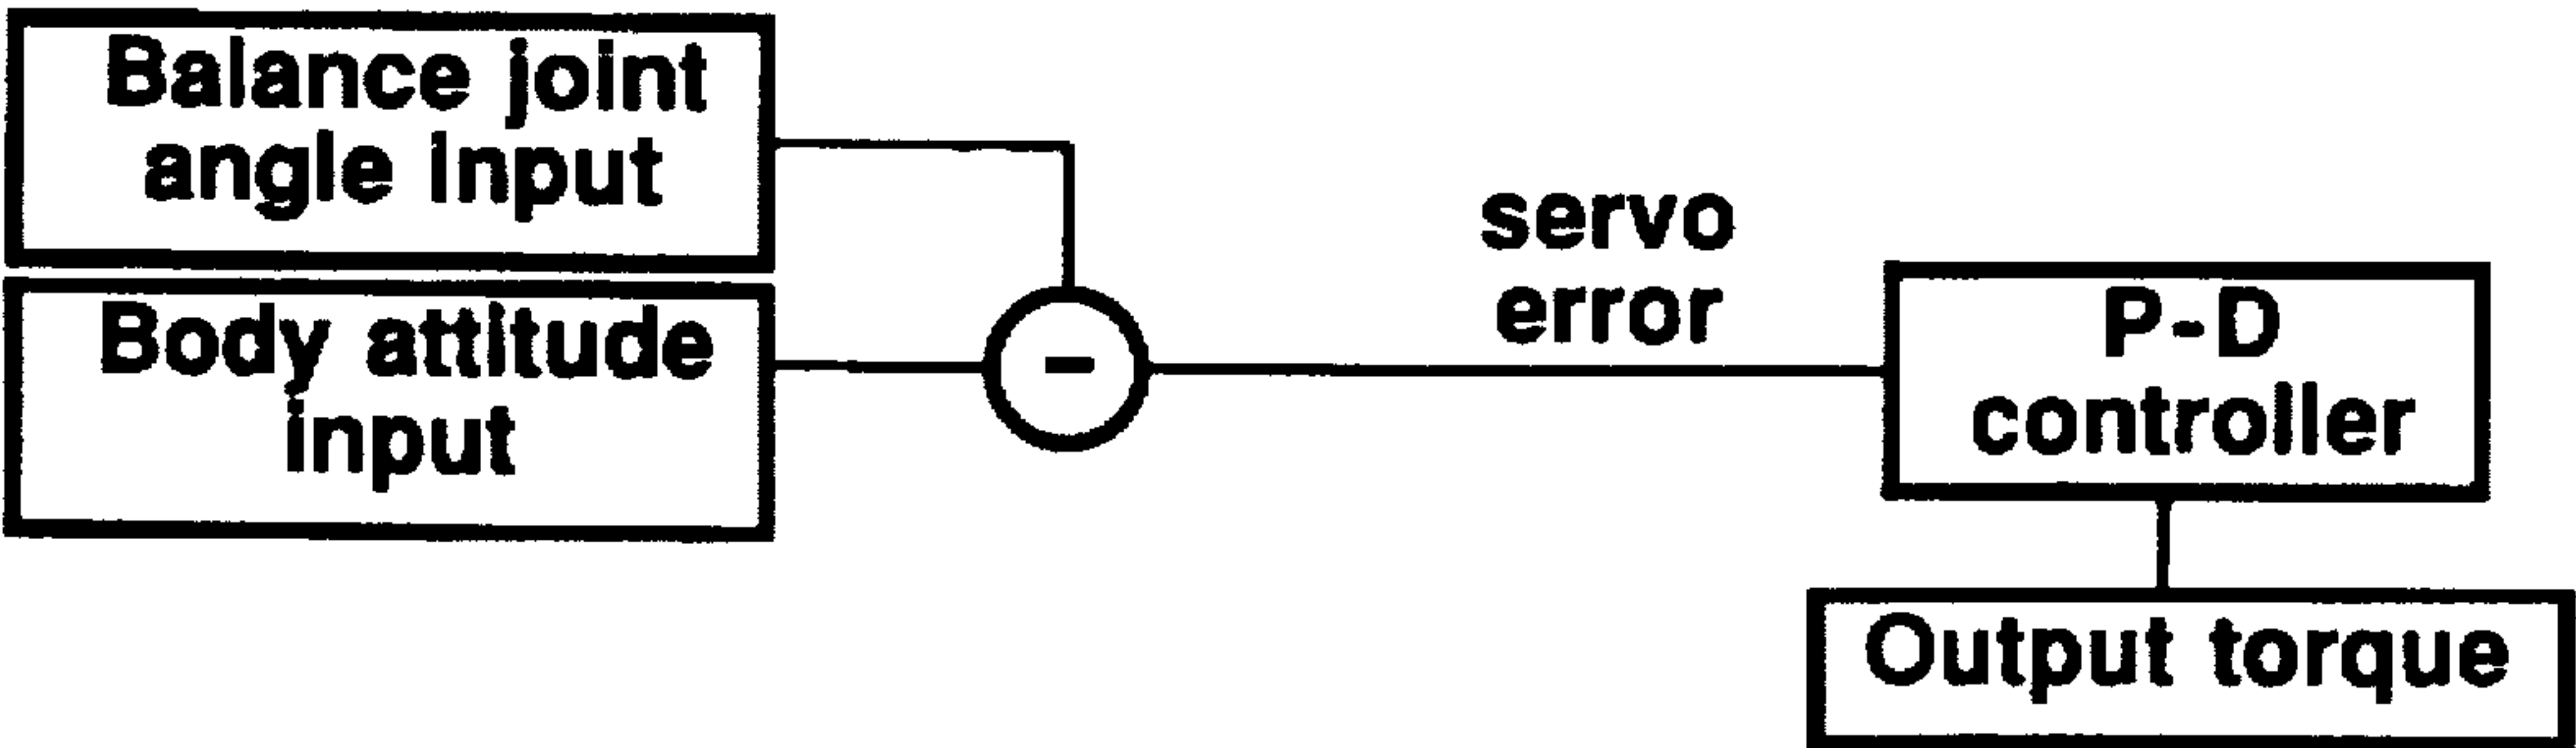 Balance joint
angle input
Body attitude
input
-
servo
error
P-D
controller
Output torque